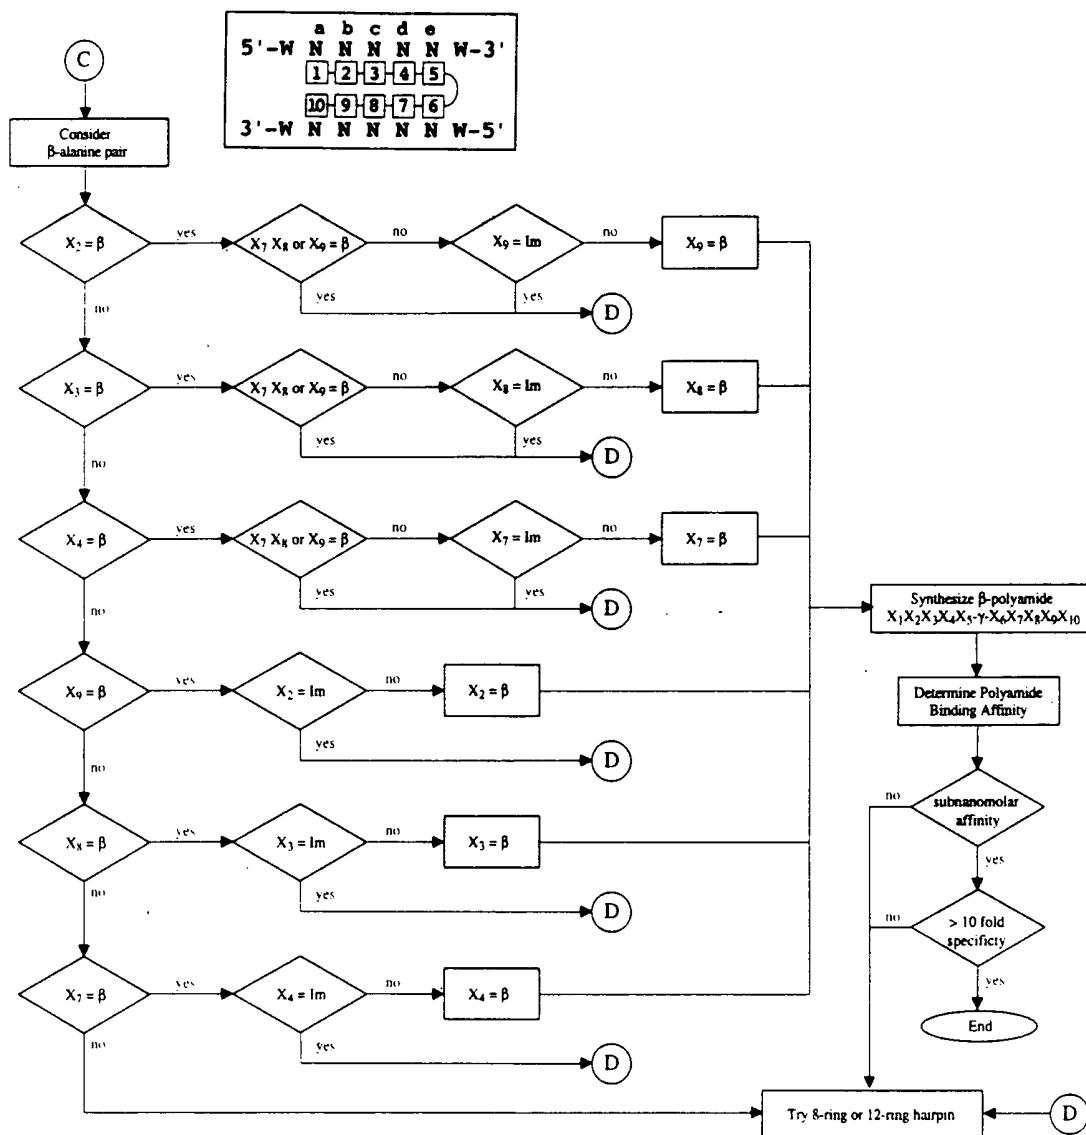 a b c d e
5'-W N N N N N W-3'
1 2 3 4 5
10 9 8 7 6
3'-W N N N N N W-5'
C
Consider
β-alanine pair
X₂ = β
yes
X₇ X₈ or X₉ = β
no
X₉ = Im
no
X₉ = β
yes
yes
D
no
X₃ = β
yes
X₇ X₈ or X₉ = β
no
X₈ = Im
no
X₈ = β
yes
yes
D
no
X₄ = β
yes
X₇ X₈ or X₉ = β
no
X₇ = Im
no
X₇ = β
yes
yes
D
no
Synthesize β-polyamide
X₁X₂X₃X₄X₅-γ-X₆X₇X₈X₉X₁₀
X₉ = β
yes
X₂ = Im
no
X₂ = β
yes
D
no
Determine Polyamide
Binding Affinity
subnanomolar
affinity
no
yes
X₈ = β
yes
X₃ = Im
no
X₃ = β
yes
D
no
> 10 fold
specificty
no
yes
X₇ = β
yes
X₄ = Im
no
X₄ = β
yes
D
no
End
Try 8-ring or 12-ring hairpin
D